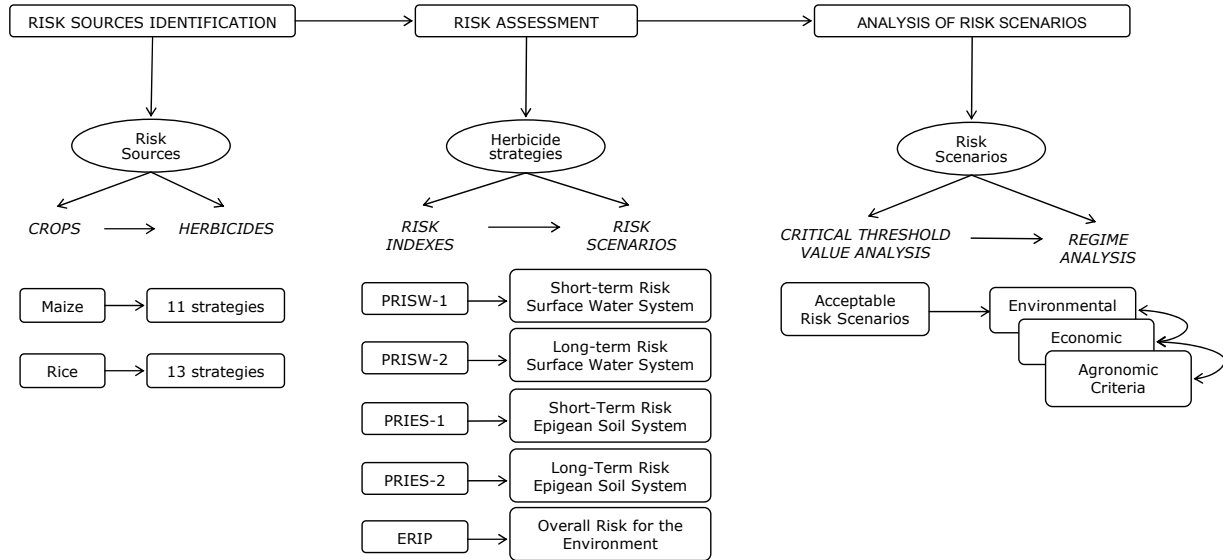 RISK SOURCES IDENTIFICATION
RISK ASSESSMENT
ANALYSIS OF RISK SCENARIOS
Risk
Sources
CROPS
HERBICIDES
Maize
11 strategies
Rice
13 strategies
Herbicide
strategies
RISK
INDEXES
RISK
SCENARIOS
PRISW-1
Short-term Risk
Surface Water System
PRISW-2
Long-term Risk
Surface Water System
PRIES-1
Short-Term Risk
Epigean Soil System
PRIES-2
Long-Term Risk
Epigean Soil System
ERIP
Overall Risk for the
Environment
Risk
Scenarios
CRITICAL THRESHOLD
VALUE ANALYSIS
REGIME
ANALYSIS
Acceptable
Risk Scenarios
Environmental
Economic
Agronomic
Criteria